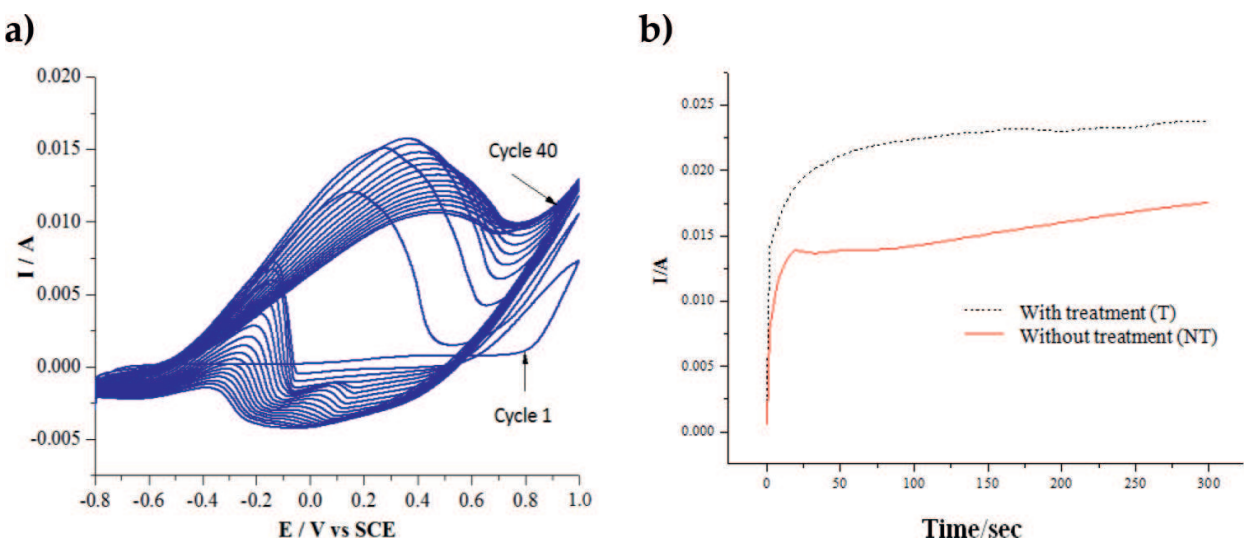 a)
0.020
0.015
0.010
0.005
0.000
-0.005
I / A
Cycle 40
Cycle 1
-0.8 -0.6 -0.4 -0.2 0.0 0.2 0.4 0.6 0.8 1.0
E / V vs SCE
b)
0.025
0.020
0.015
0.010
0.005
0.000
I/A
With treatment (T)
Without treatment (NT)
0 50 100 150 200 250 300
Time/sec